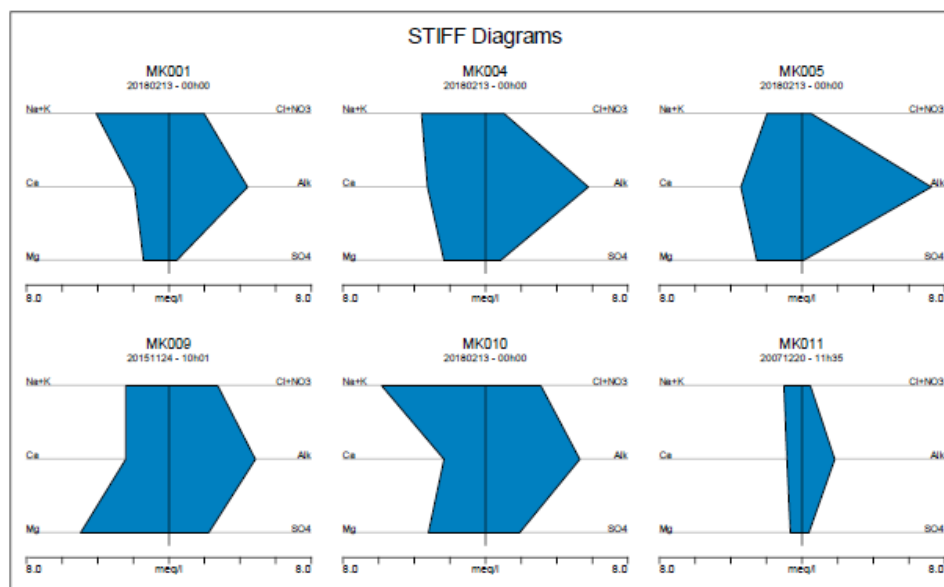 STIFF Diagrams
MK001
20180213 - 00h00
Na+K Cl+NO3
Ca Alk
Mg SO4
8.0 meq/l 8.0
MK004
20180213 - 00h00
Na+K Cl+NO3
Ca Alk
Mg SO4
8.0 meq/l 8.0
MK005
20180213 - 00h00
Na+K Cl+NO3
Ca Alk
Mg SO4
8.0 meq/l 8.0
MK009
20151124 - 10h01
Na+K Cl+NO3
Ca Alk
Mg SO4
8.0 meq/l 8.0
MK010
20180213 - 00h00
Na+K Cl+NO3
Ca Alk
Mg SO4
8.0 meq/l 8.0
MK011
20071220 - 11h35
Na+K Cl+NO3
Ca Alk
Mg SO4
8.0 meq/l 8.0